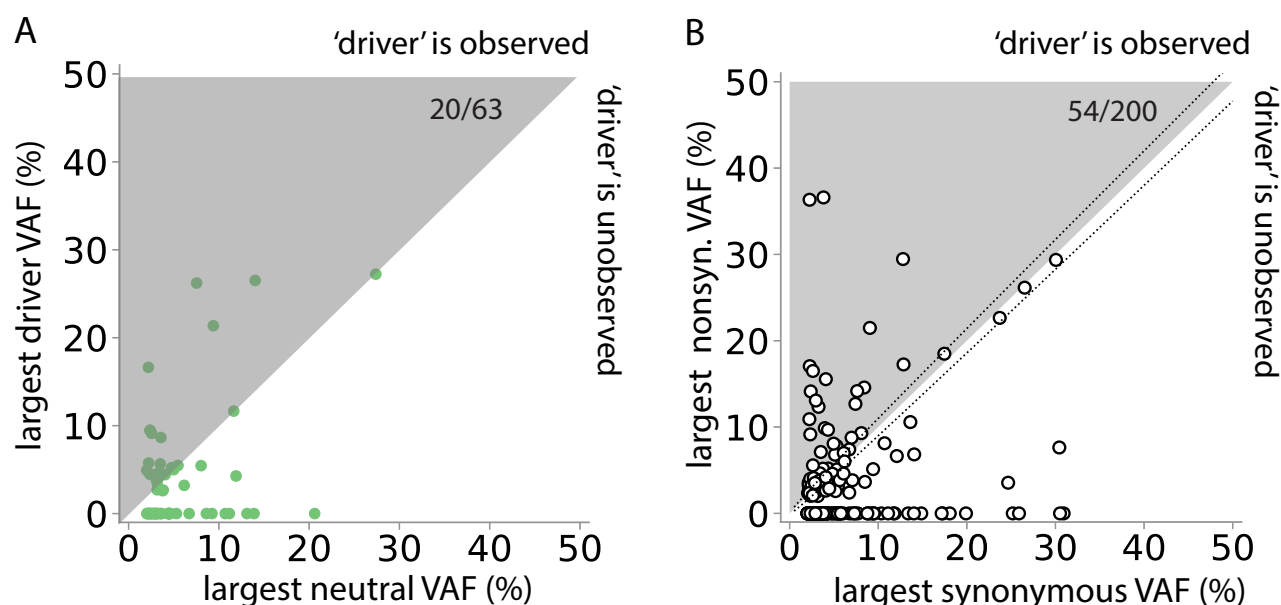 A
'driver' is observed
20/63
'driver' is unobserved
largest driver VAF (%)
50
40
30
20
10
0
0 10 20 30 40 50
largest neutral VAF (%)
B
'driver' is observed
54/200
'driver' is unobserved
largest nonsyn. VAF (%)
50
40
30
20
10
0
0 10 20 30 40 50
largest synonymous VAF (%)